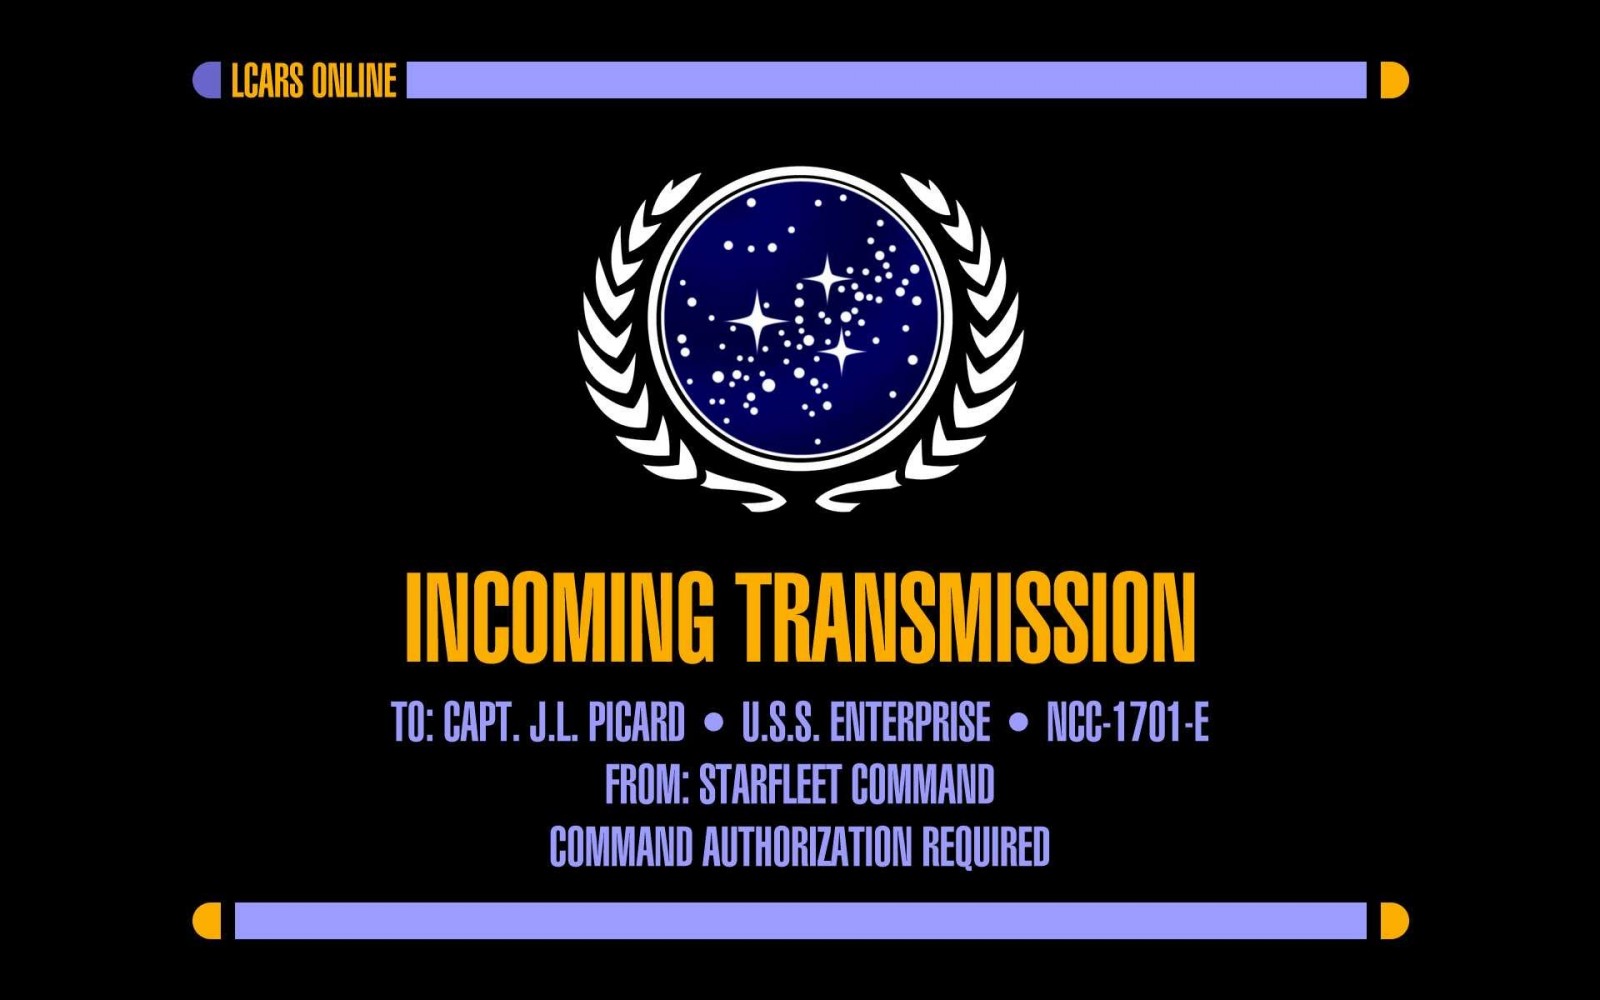 LCARS ONLINE
INCOMING TRANSMISSION
TO: CAPT. J.L. PICARD • U.S.S. ENTERPRISE • NCC-1701-E
FROM: STARFLEET COMMAND
COMMAND AUTHORIZATION REQUIRED